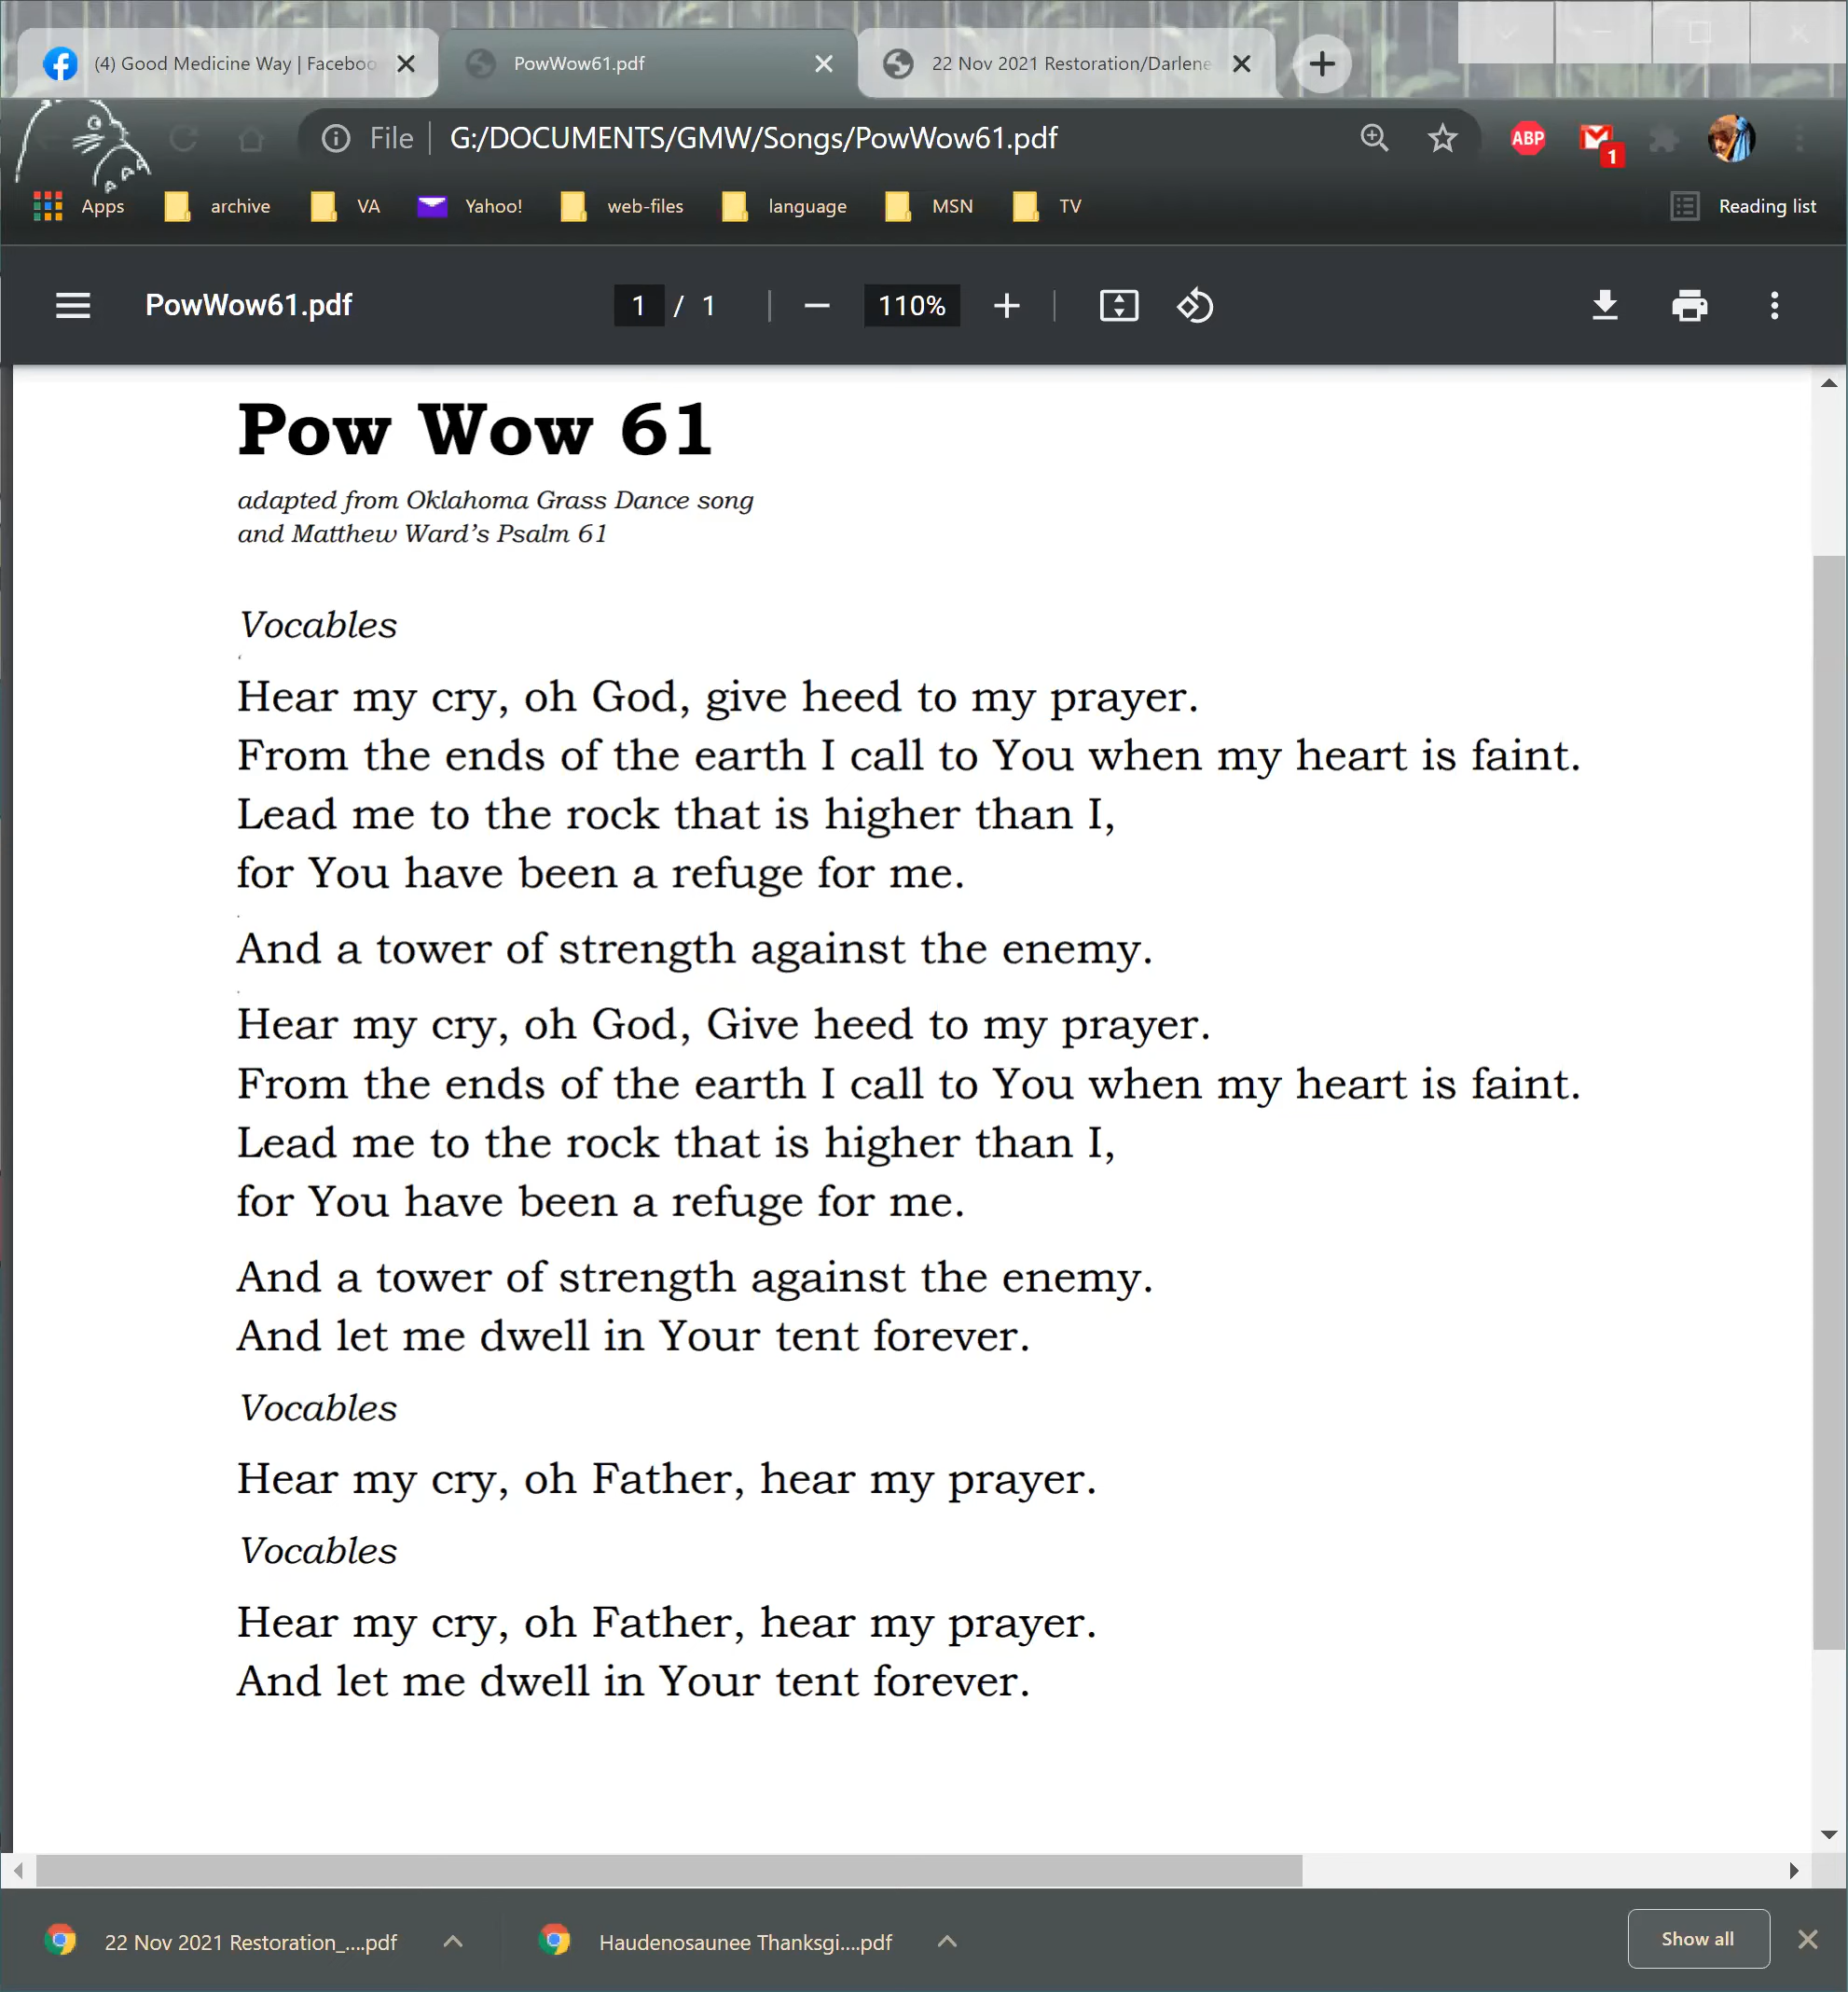 (4) Good Medicine Way | Faceboo
PowWow61.pdf
22 Nov 2021 Restoration/Darlene
File
G:/DOCUMENTS/GMW/Songs/PowWow61.pdf
ABP
1
Apps
archive
VA
Yahoo!
web-files
language
MSN
TV
Reading list
PowWow61.pdf
1 / 1
110%
Pow Wow 61
adapted from Oklahoma Grass Dance song
and Matthew Ward's Psalm 61
Vocables
Hear my cry, oh God, give heed to my prayer.
From the ends of the earth I call to You when my heart is faint.
Lead me to the rock that is higher than I,
for You have been a refuge for me.
And a tower of strength against the enemy.
Hear my cry, oh God, Give heed to my prayer.
From the ends of the earth I call to You when my heart is faint.
Lead me to the rock that is higher than I,
for You have been a refuge for me.
And a tower of strength against the enemy.
And let me dwell in Your tent forever.
Vocables
Hear my cry, oh Father, hear my prayer.
Vocables
Hear my cry, oh Father, hear my prayer.
And let me dwell in Your tent forever.
22 Nov 2021 Restoration_....pdf
Haudenosaunee Thanksgi....pdf
Show all